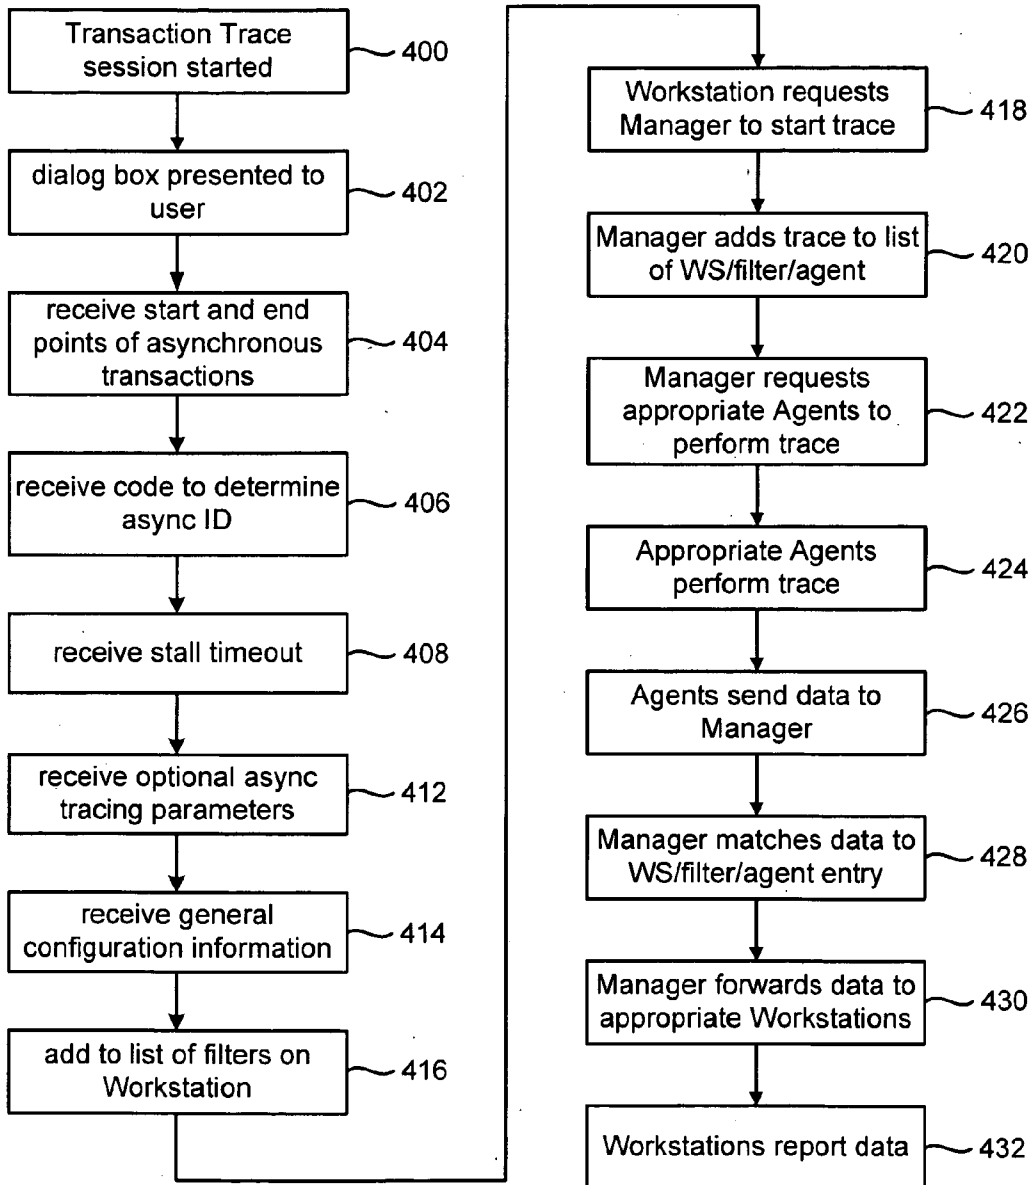 Transaction Trace
session started
400
dialog box presented to
user
402
receive start and end
points of asynchronous
transactions
404
receive code to determine
async ID
406
receive stall timeout
408
receive optional async
tracing parameters
412
receive general
configuration information
414
add to list of filters on
Workstation
416
Workstation requests
Manager to start trace
418
Manager adds trace to list
of WS/filter/agent
420
Manager requests
appropriate Agents to
perform trace
422
Appropriate Agents
perform trace
424
Agents send data to
Manager
426
Manager matches data to
WS/filter/agent entry
428
Manager forwards data to
appropriate Workstations
430
Workstations report data
432